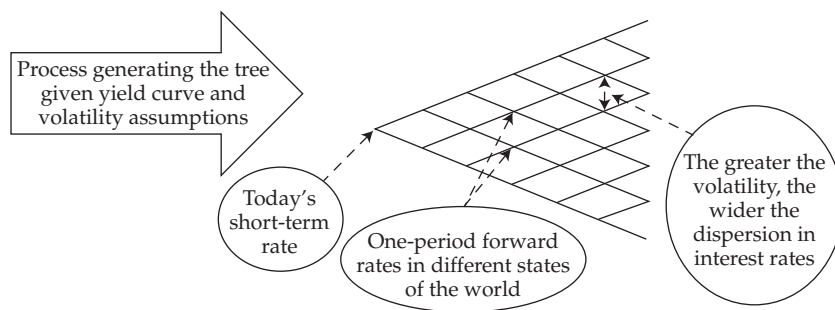 Process generating the tree
given yield curve and
volatility assumptions
Today's
short-term
rate
One-period forward
rates in different states
of the world
The greater the
volatility, the
wider the
dispersion in
interest rates